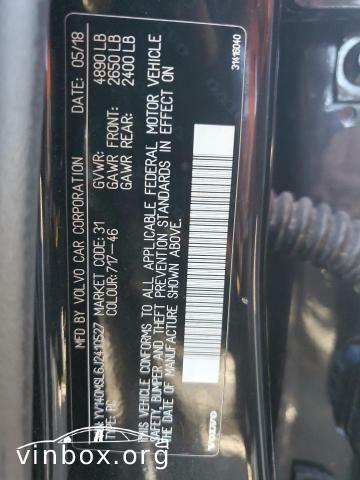 MFD BY VOLVO CAR CORPORATION DATE: 05/18
GVWR: 4890 LB
GAWR FRONT: 2650 LB
GAWR REAR: 2400 LB
MARKET CODE: 31
COLOUR: 717-46
TYPE:
THIS VEHICLE CONFORMS TO ALL APPLICABLE FEDERAL MOTOR VEHICLE
SAFETY, BUMPER AND THEFT PREVENTION STANDARDS IN EFFECT ON
THE DATE OF MANUFACTURE SHOWN ABOVE.
VOLVO
31416040
vinbox.org